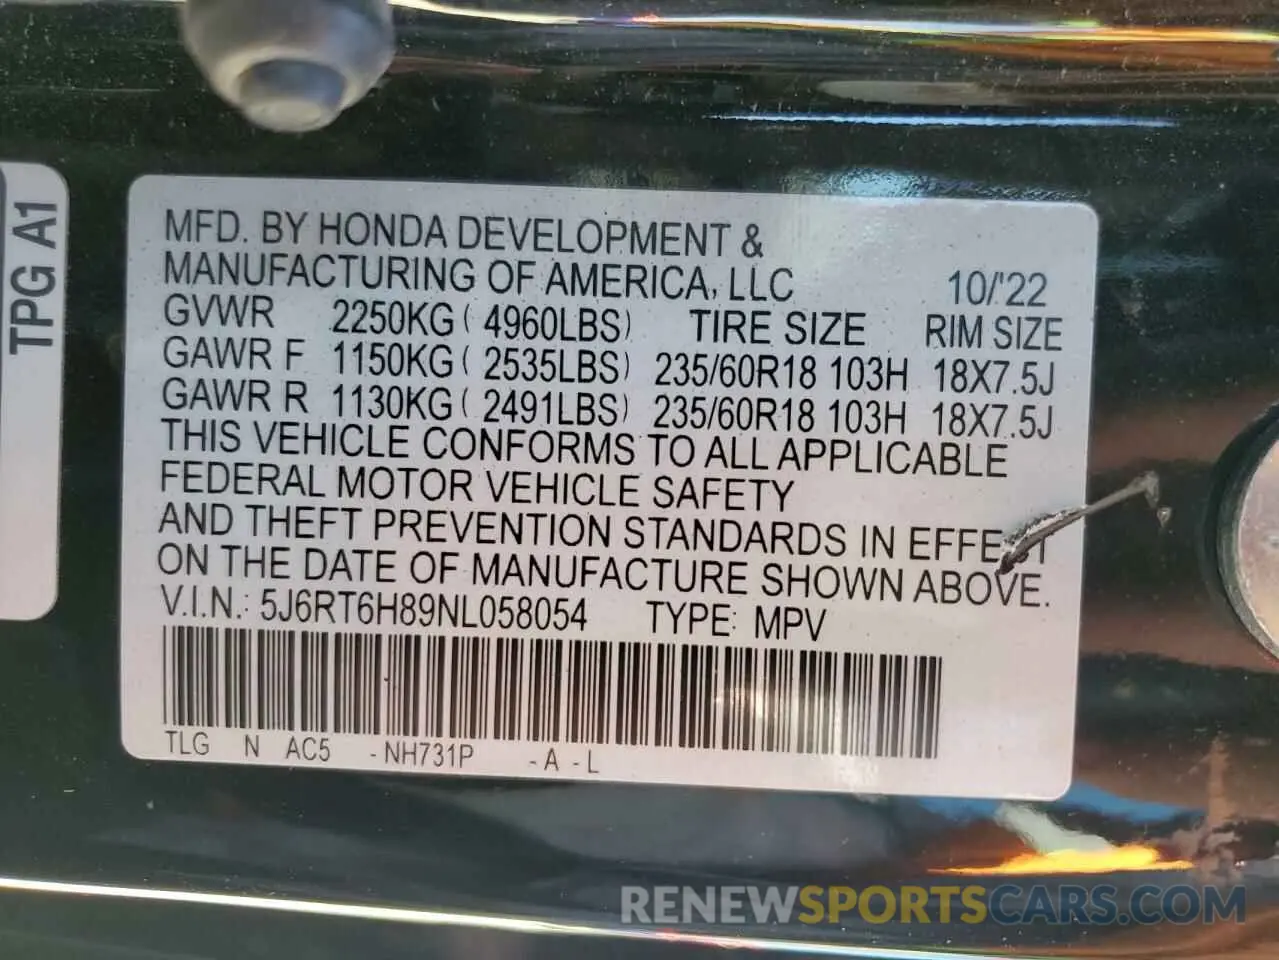 TPG A1
MFD. BY HONDA DEVELOPMENT &
MANUFACTURING OF AMERICA, LLC 10/'22
GVWR 2250KG ( 4960LBS) TIRE SIZE RIM SIZE
GAWR F 1150KG ( 2535LBS) 235/60R18 103H 18X7.5J
GAWR R 1130KG ( 2491LBS) 235/60R18 103H 18X7.5J
THIS VEHICLE CONFORMS TO ALL APPLICABLE
FEDERAL MOTOR VEHICLE SAFETY
AND THEFT PREVENTION STANDARDS IN EFFECT
ON THE DATE OF MANUFACTURE SHOWN ABOVE.
V.I.N.: 5J6RT6H89NL058054 TYPE: MPV
TLG N AC5 -NH731P -A -L
RENEWSPORTSCARS.COM